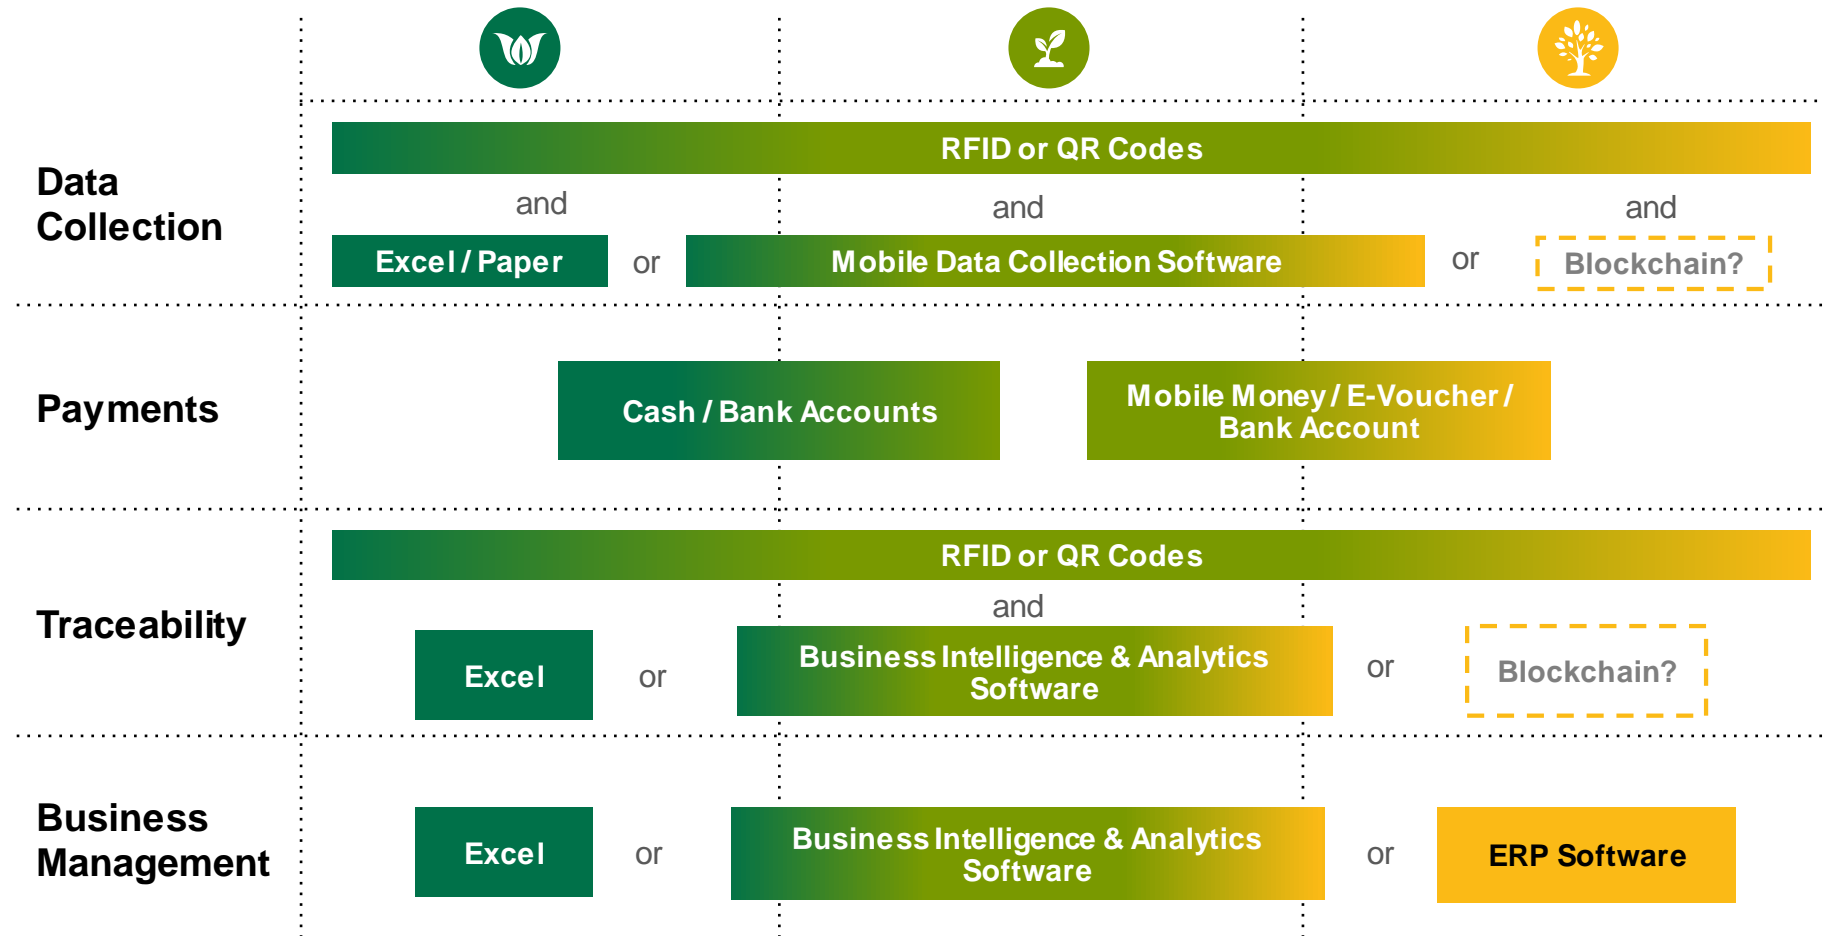 Data
Collection
RFID or QR Codes
and
and
and
Excel / Paper
or
Mobile Data Collection Software
or
Blockchain?
Payments
Cash / Bank Accounts
Mobile Money / E-Voucher /
Bank Account
Traceability
RFID or QR Codes
and
Excel
or
Business Intelligence & Analytics
Software
or
Blockchain?
Business
Management
Excel
or
Business Intelligence & Analytics
Software
or
ERP Software